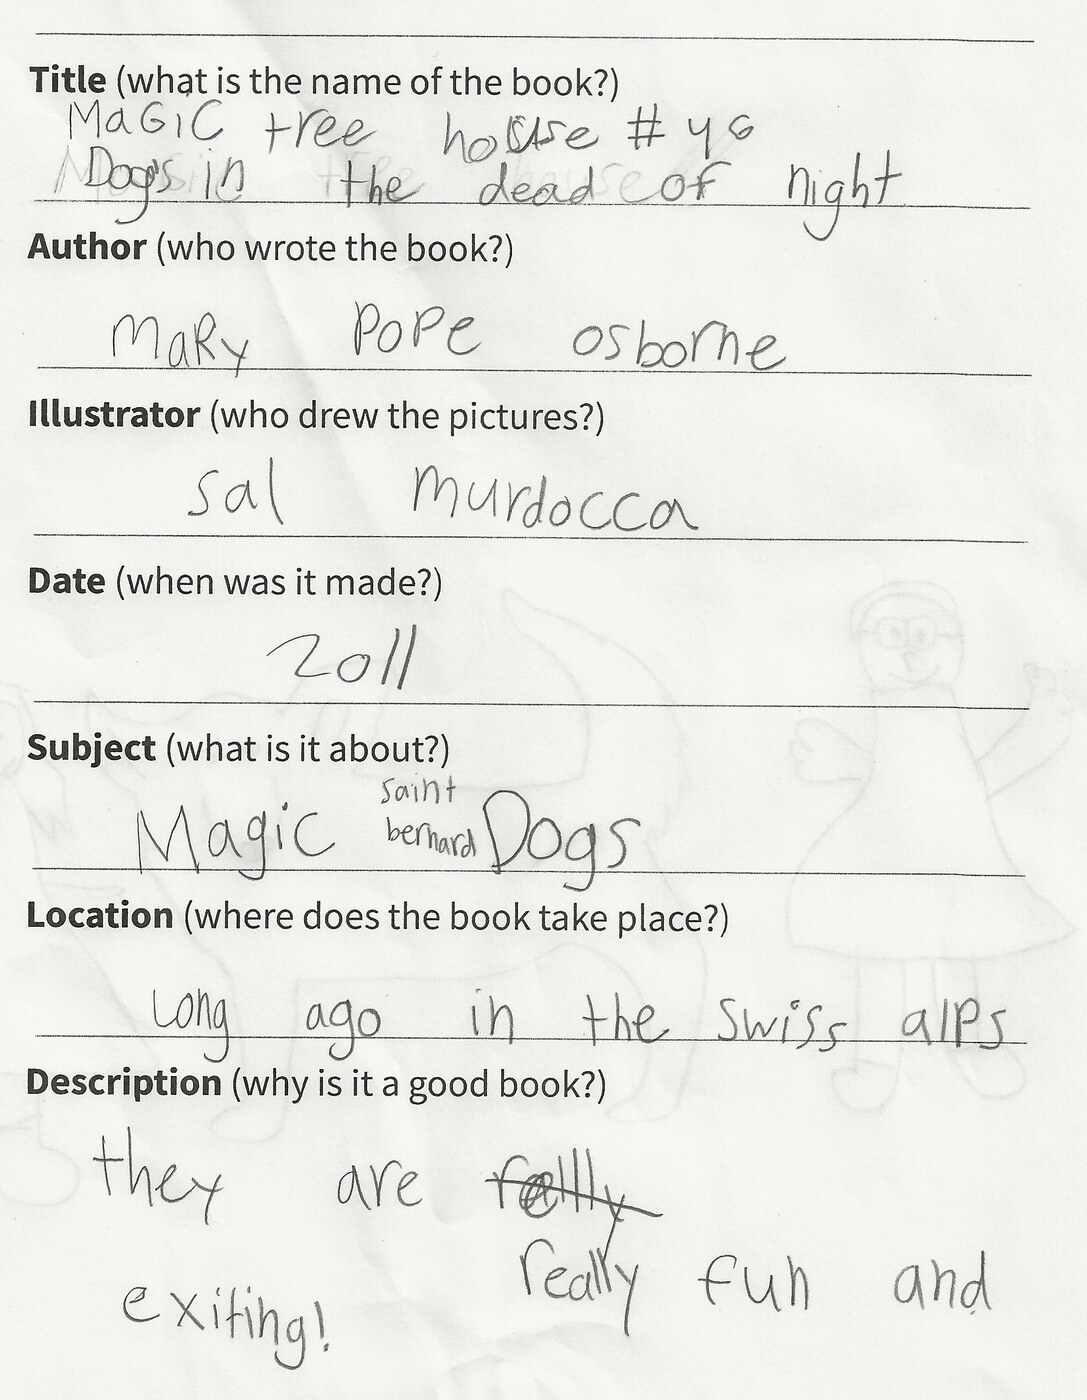 Title (what is the name of the book?)
MaGiC tree house # 46
Dogs in the dead of night
Author (who wrote the book?)
MaRy PoPe osborne
Illustrator (who drew the pictures?)
Sal Murdocca
Date (when was it made?)
2011
Subject (what is it about?)
Magic saint bernard Dogs
Location (where does the book take place?)
Long ago in the swiss alps
Description (why is it a good book?)
they are
really fun and
exiting!